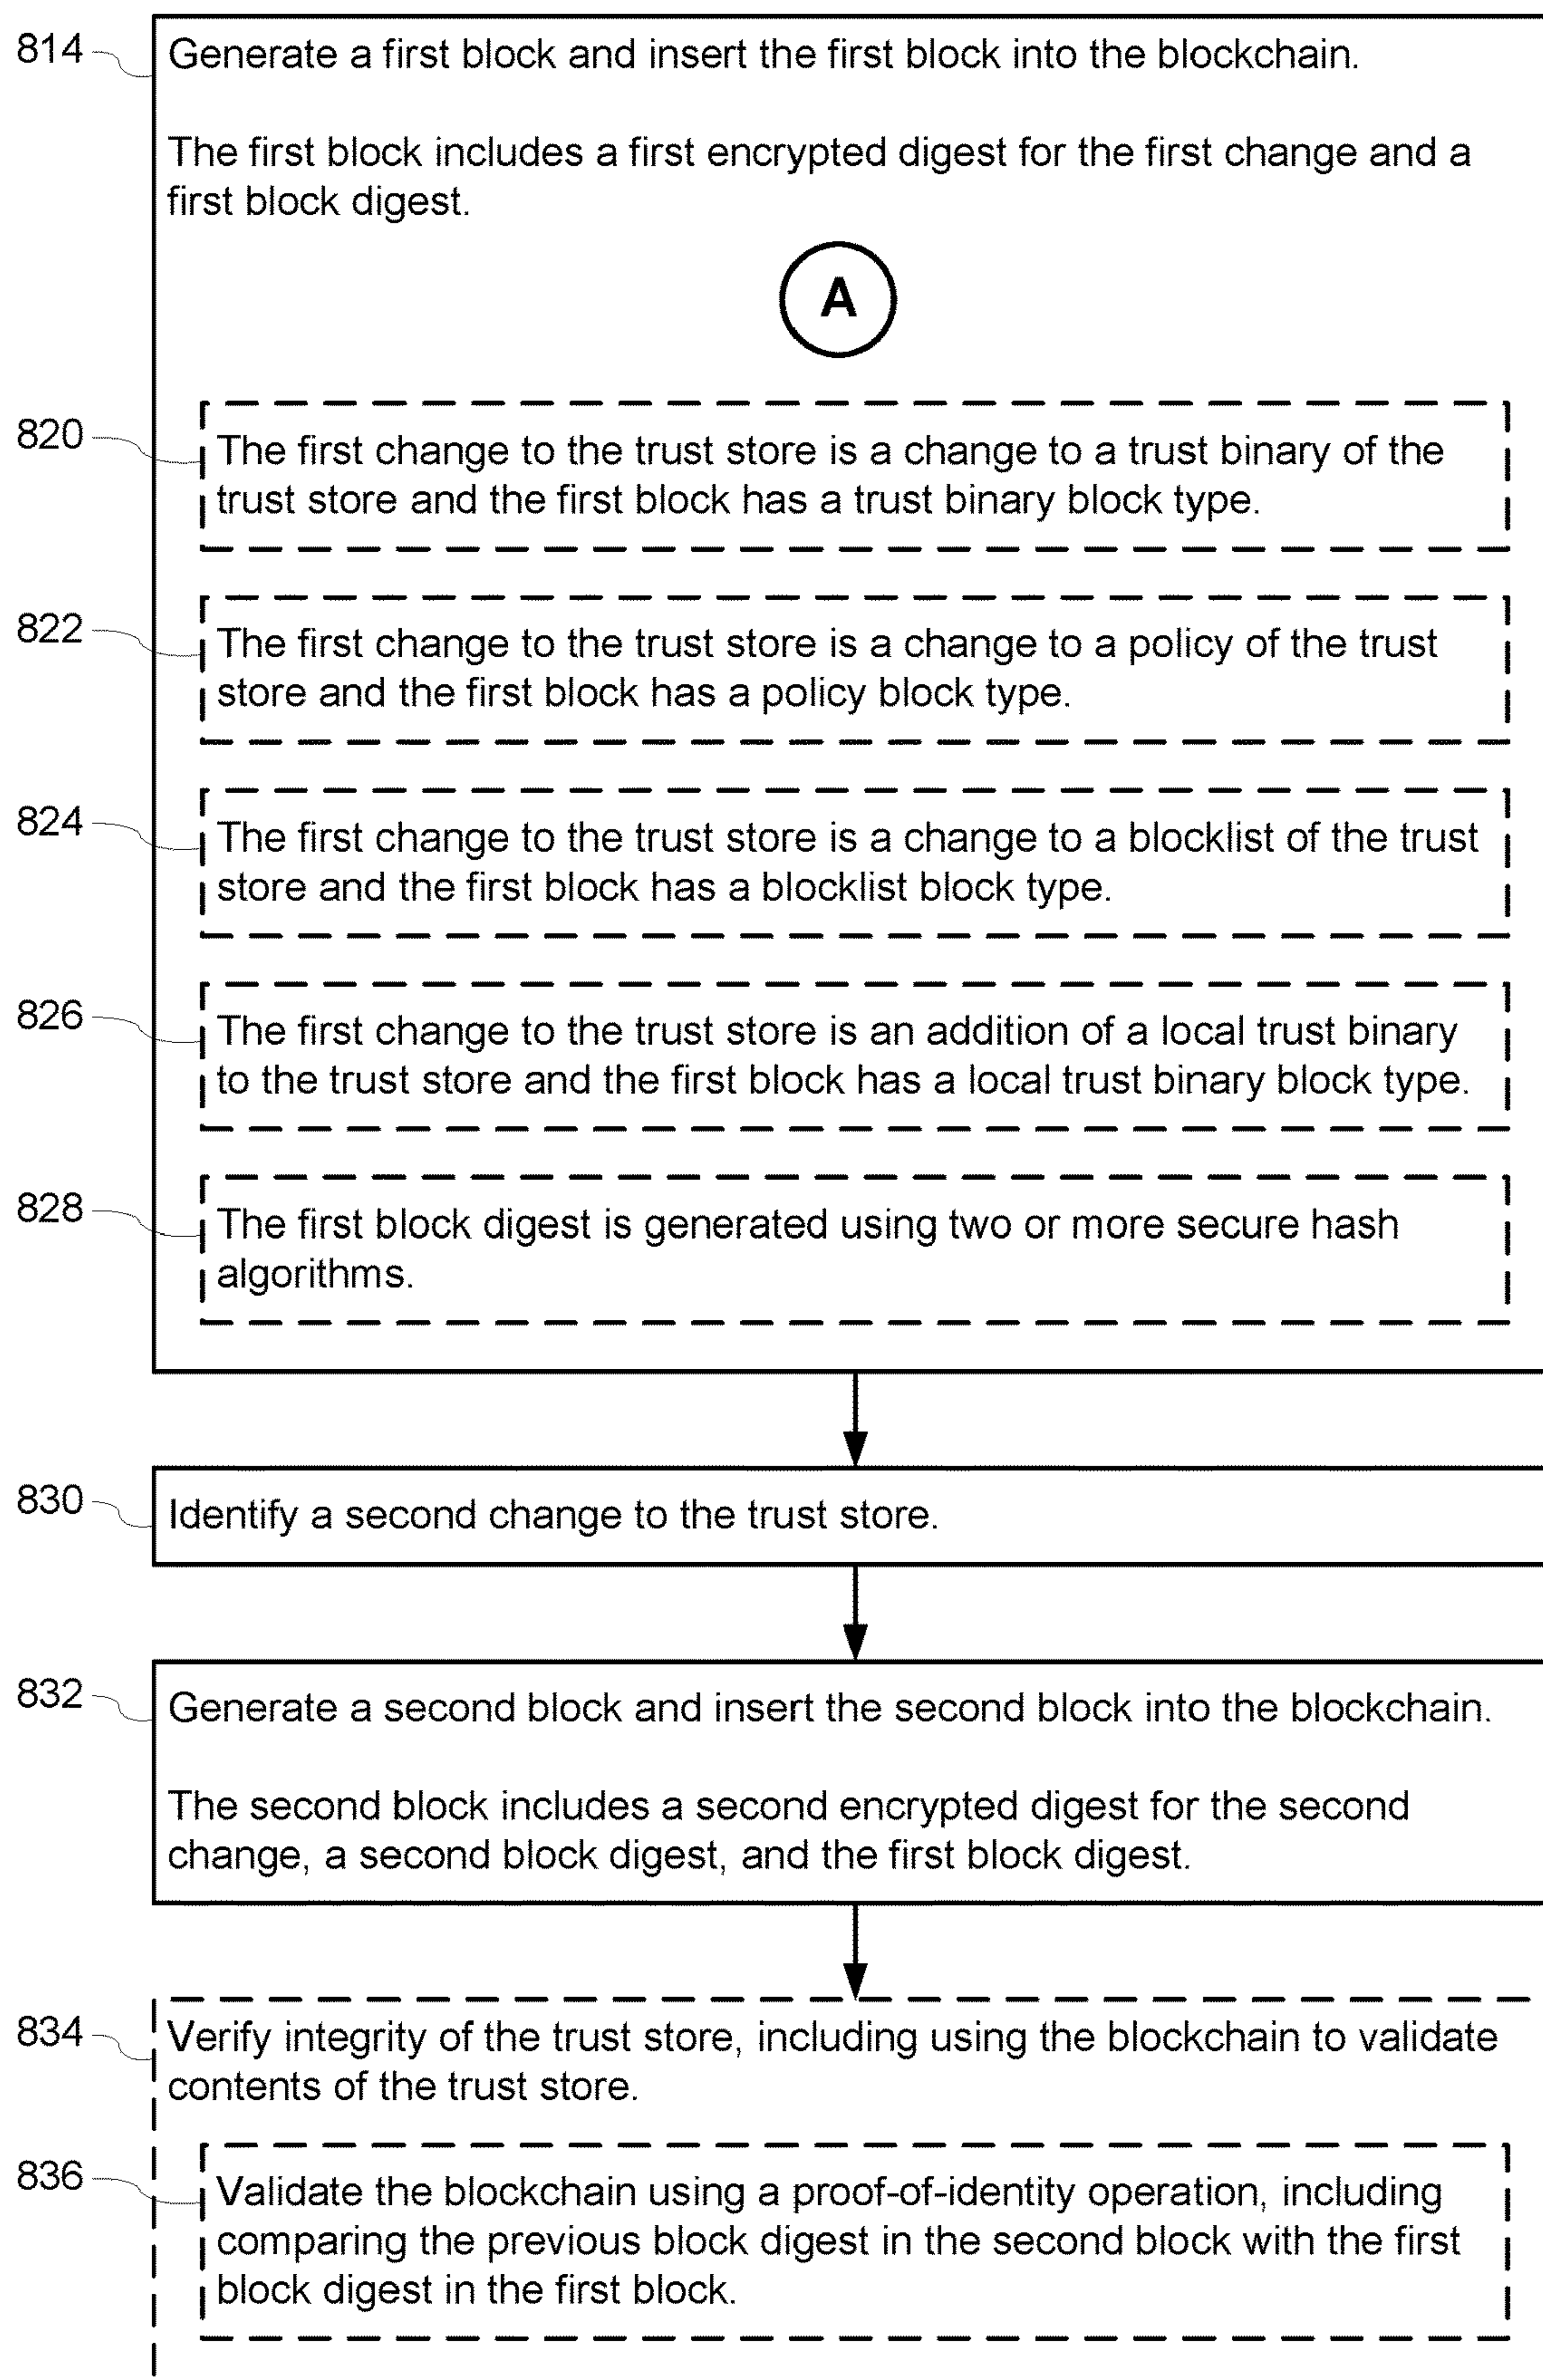 814
Generate a first block and insert the first block into the blockchain.
The first block includes a first encrypted digest for the first change and a
first block digest.
A
820
The first change to the trust store is a change to a trust binary of the
trust store and the first block has a trust binary block type.
822
The first change to the trust store is a change to a policy of the trust
store and the first block has a policy block type.
824
The first change to the trust store is a change to a blocklist of the trust
store and the first block has a blocklist block type.
826
The first change to the trust store is an addition of a local trust binary
to the trust store and the first block has a local trust binary block type.
828
The first block digest is generated using two or more secure hash
algorithms.
830
Identify a second change to the trust store.
832
Generate a second block and insert the second block into the blockchain.
The second block includes a second encrypted digest for the second
change, a second block digest, and the first block digest.
834
Verify integrity of the trust store, including using the blockchain to validate
contents of the trust store.
836
Validate the blockchain using a proof-of-identity operation, including
comparing the previous block digest in the second block with the first
block digest in the first block.